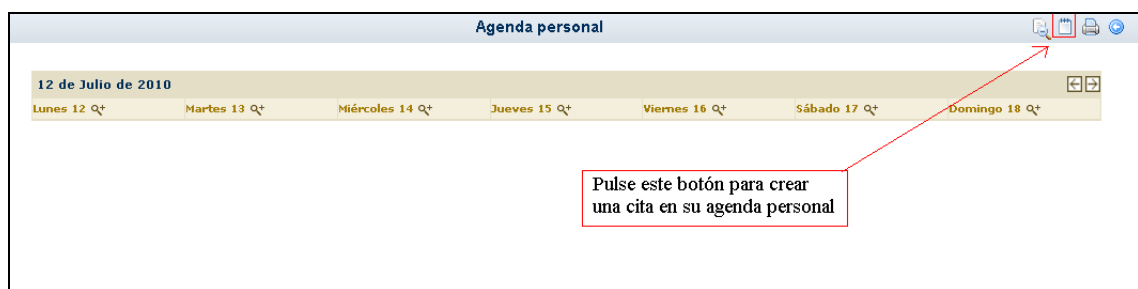 Agenda personal
12 de Julio de 2010
Lunes 12 Martes 13 Miércoles 14 Jueves 15 Viernes 16 Sábado 17 Domingo 18
Pulse este botón para crear
una cita en su agenda personal